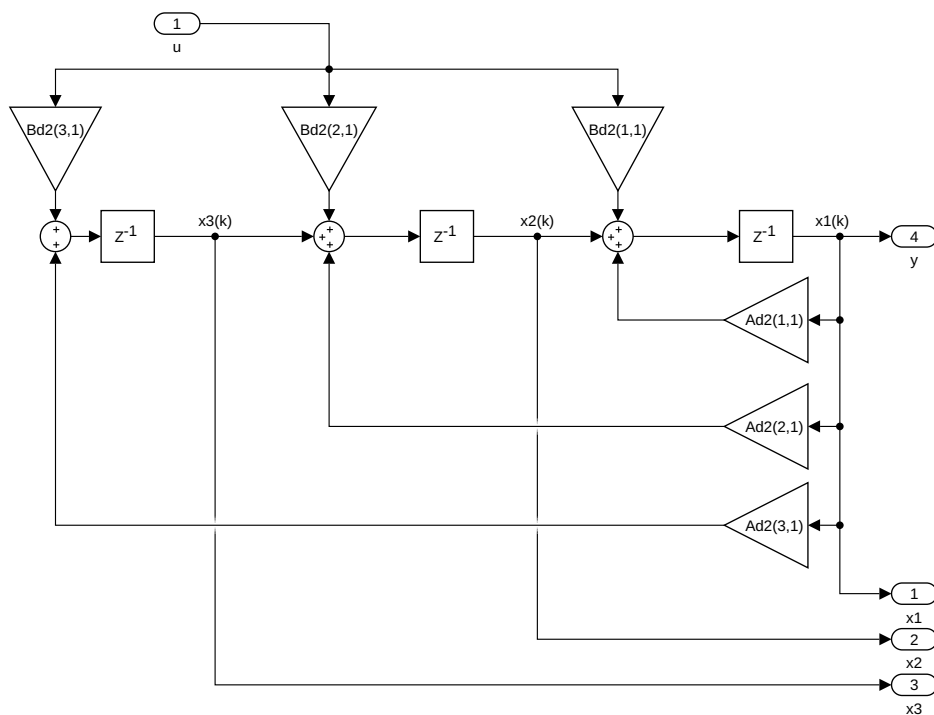 1
u
Bd2(3,1)
Bd2(2,1)
Bd2(1,1)
+
+
Z-1
x3(k)
+
+
+
Z-1
x2(k)
+
+
+
Z-1
x1(k)
4
y
Ad2(1,1)
Ad2(2,1)
Ad2(3,1)
1
x1
2
x2
3
x3